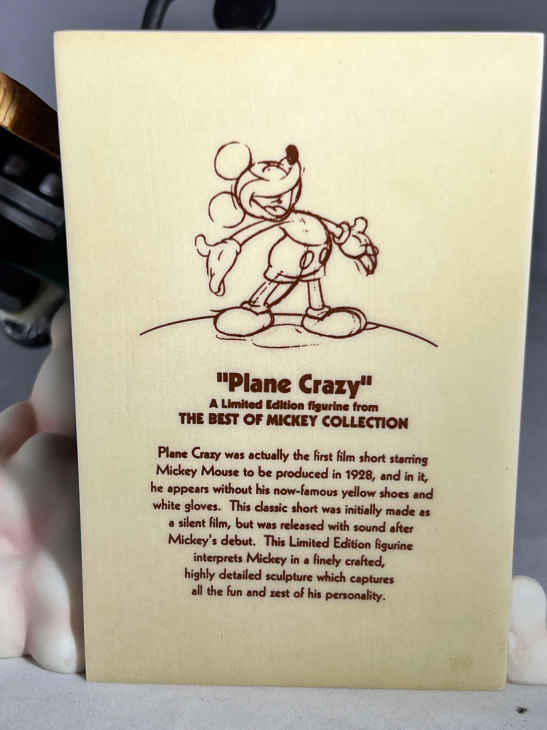 "Plane Crazy"
A Limited Edition figurine from
THE BEST OF MICKEY COLLECTION
Plane Crazy was actually the first film short starring
Mickey Mouse to be produced in 1928, and in it,
he appears without his now-famous yellow shoes and
white gloves. This classic short was initially made as
a silent film, but was released with sound after
Mickey's debut. This Limited Edition figurine
interprets Mickey in a finely crafted,
highly detailed sculpture which captures
all the fun and zest of his personality.